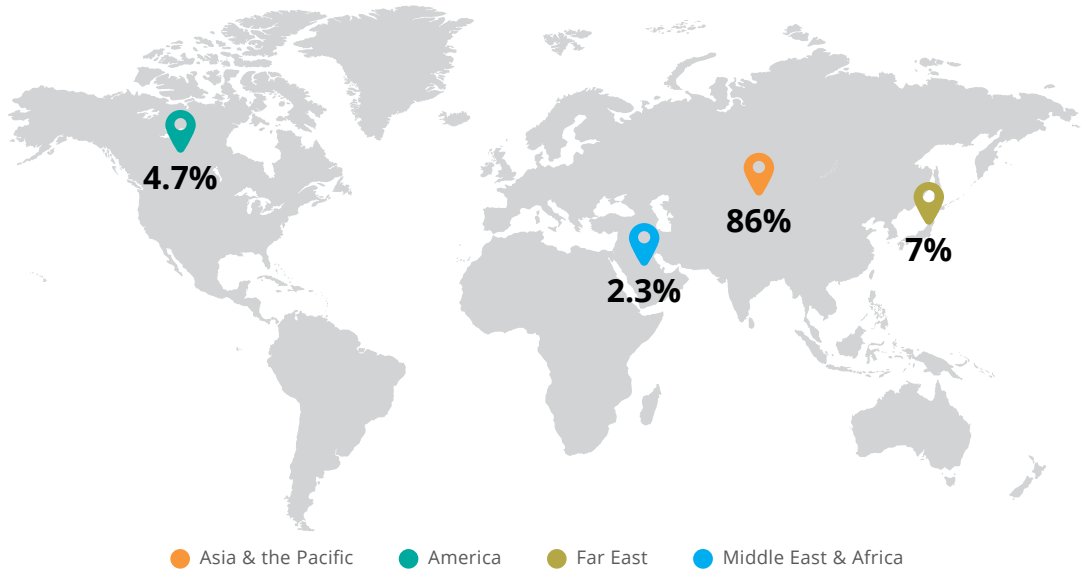 4.7%
86%
7%
2.3%
Asia & the Pacific
America
Far East
Middle East & Africa